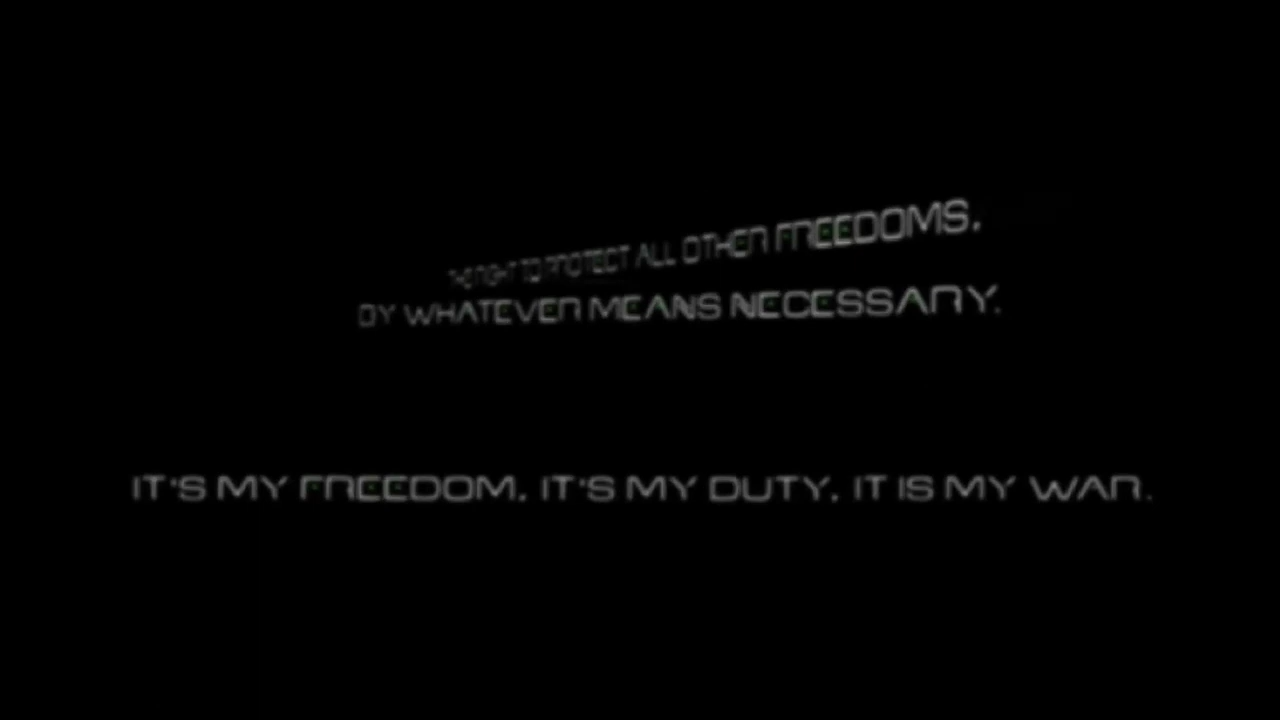 THE RIGHT TO PROTECT ALL OTHER FREEDOMS,
BY WHATEVER MEANS NECESSARY.
IT'S MY FREEDOM, IT'S MY DUTY, IT IS MY WAR.